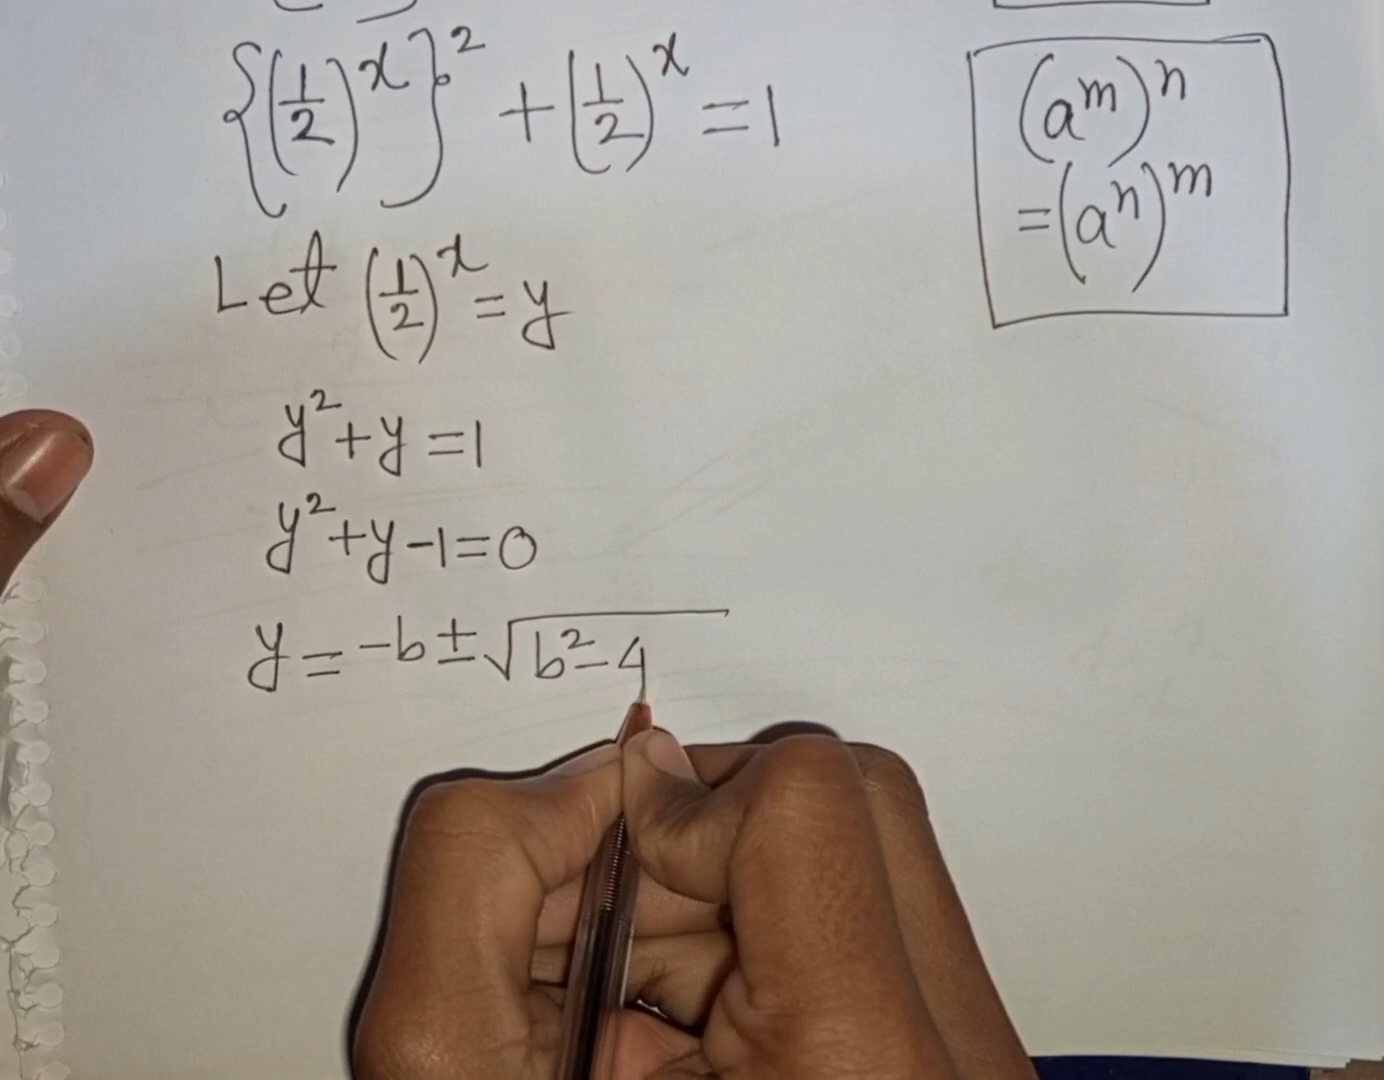 {(1/2)^x}^2 + (1/2)^x = 1
Let (1/2)^x = y
y^2 + y = 1
y^2 + y - 1 = 0
y = -b ± √b^2 - 4
(a^m)^n
= (a^n)^m